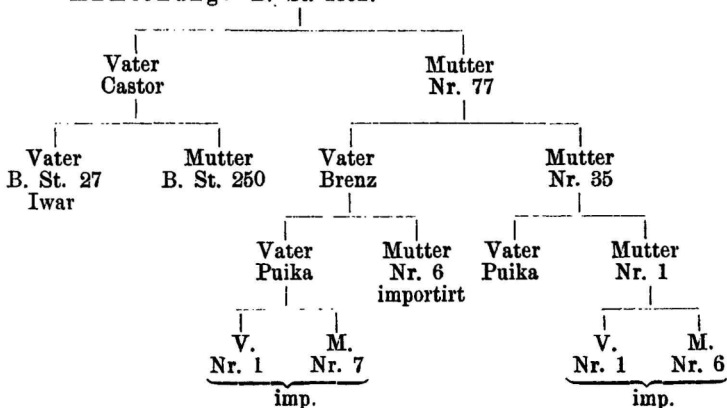 Vater Mutter
Castor Nr. 77
Vater Mutter Vater Mutter
B. St. 27 B. St. 250 Brenz Nr. 35
Iwar
Vater Mutter Vater Mutter
Puika Nr. 6 Puika Nr. 1
importirt
V. M. V. M.
Nr. 1 Nr. 7 Nr. 1 Nr. 6
imp. imp.